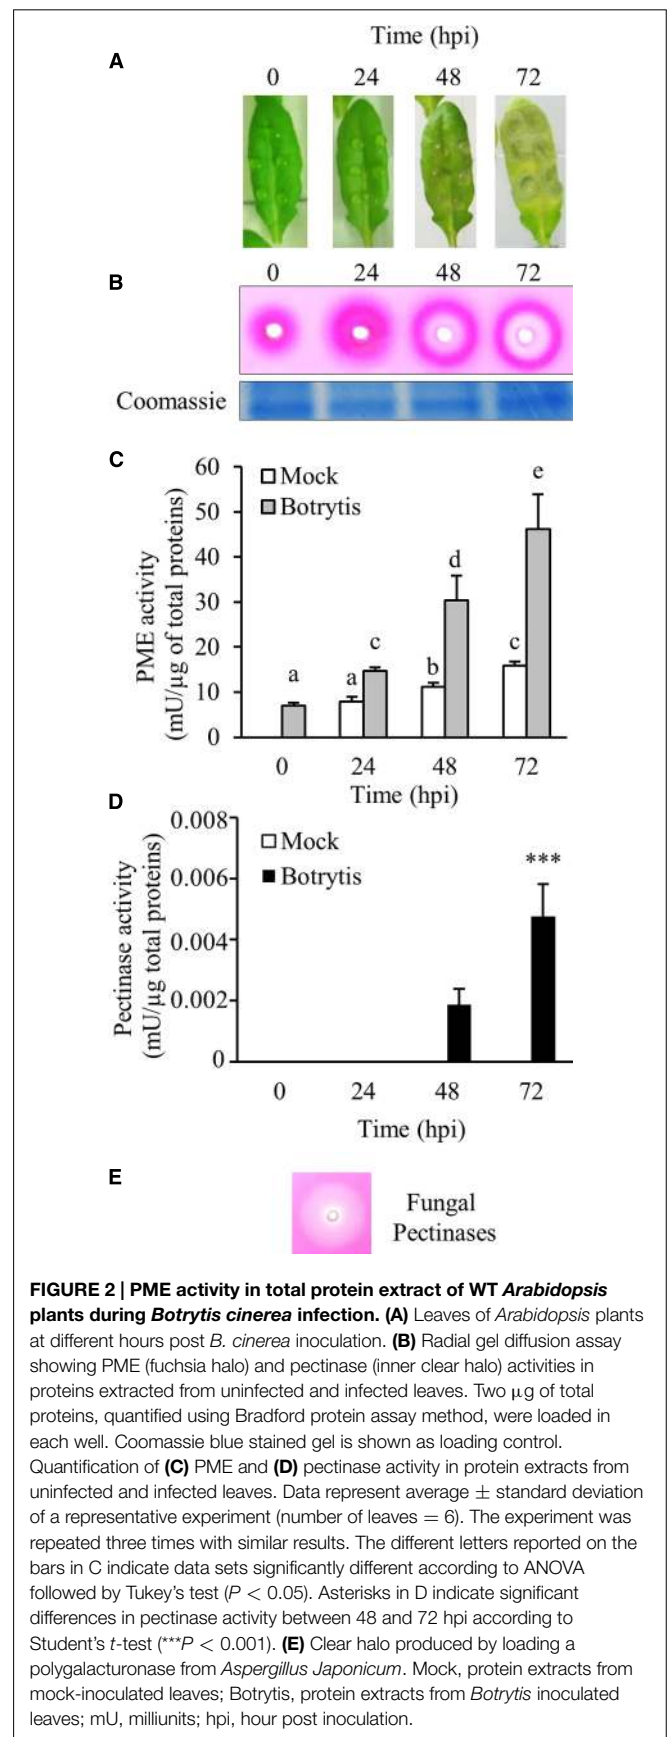 Time (hpi)
A
0 24 48 72
B
0 24 48 72
Coomassie
C
PME activity
(mU/µg of total proteins)
60
50
40
30
20
10
0
Mock
Botrytis
a
a
c
b
d
c
e
0 24 48 72
Time (hpi)
D
Pectinase activity
(mU/µg total proteins)
0.008
0.006
0.004
0.002
0
Mock
Botrytis
***
0 24 48 72
Time (hpi)
E
Fungal
Pectinases
FIGURE 2 | PME activity in total protein extract of WT Arabidopsis
plants during Botrytis cinerea infection. (A) Leaves of Arabidopsis plants
at different hours post B. cinerea inoculation. (B) Radial gel diffusion assay
showing PME (fuchsia halo) and pectinase (inner clear halo) activities in
proteins extracted from uninfected and infected leaves. Two µg of total
proteins, quantified using Bradford protein assay method, were loaded in
each well. Coomassie blue stained gel is shown as loading control.
Quantification of (C) PME and (D) pectinase activity in protein extracts from
uninfected and infected leaves. Data represent average ± standard deviation
of a representative experiment (number of leaves = 6). The experiment was
repeated three times with similar results. The different letters reported on the
bars in C indicate data sets significantly different according to ANOVA
followed by Tukey's test (P < 0.05). Asterisks in D indicate significant
differences in pectinase activity between 48 and 72 hpi according to
Student's t-test (***P < 0.001). (E) Clear halo produced by loading a
polygalacturonase from Aspergillus Japonicum. Mock, protein extracts from
mock-inoculated leaves; Botrytis, protein extracts from Botrytis inoculated
leaves; mU, milliunits; hpi, hour post inoculation.